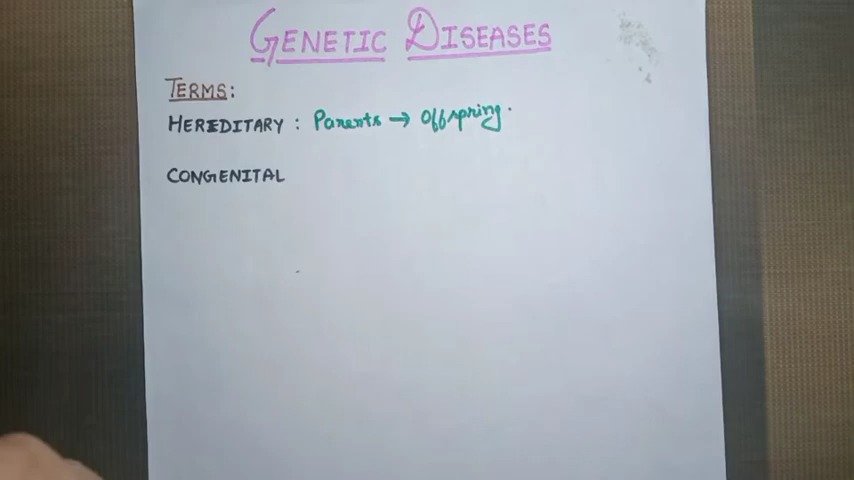 GENETIC DISEASES
TERMS:
HEREDITARY : Parents → Offspring.
CONGENITAL